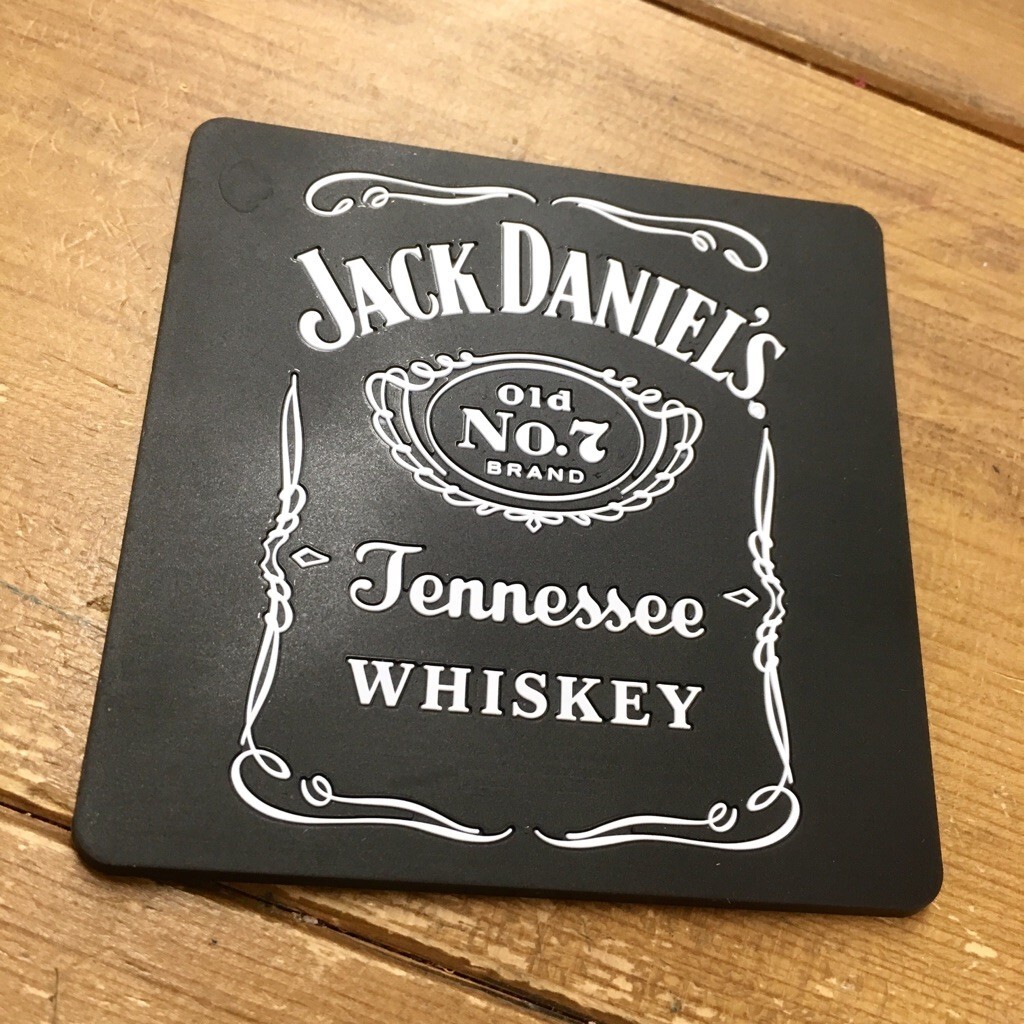 JACK DANIEL'S.
Old
No.7
BRAND
Tennessee
WHISKEY